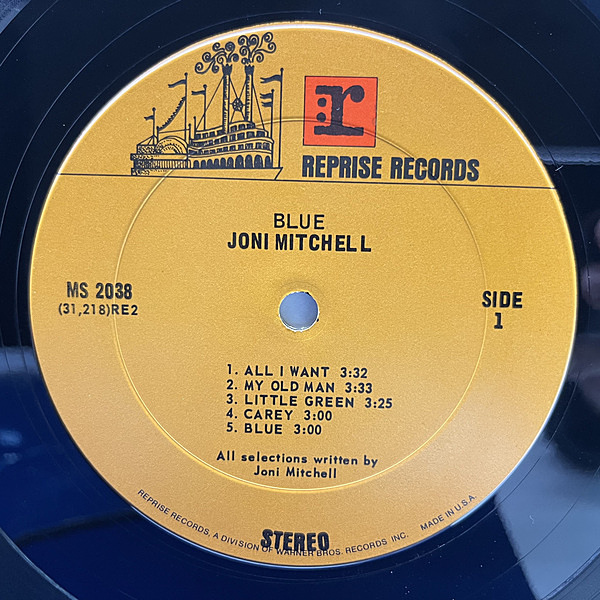 :r
REPRISE RECORDS
BLUE
JONI MITCHELL
MS 2038
(31,218)RE2
SIDE
1
1. ALL I WANT 3:32
2. MY OLD MAN 3:33
3. LITTLE GREEN 3:25
4. CAREY 3:00
5. BLUE 3:00
All selections written by
Joni Mitchell
STEREO
REPRISE RECORDS, A DIVISION OF WARNER BROS. RECORDS INC. MADE IN U.S.A.